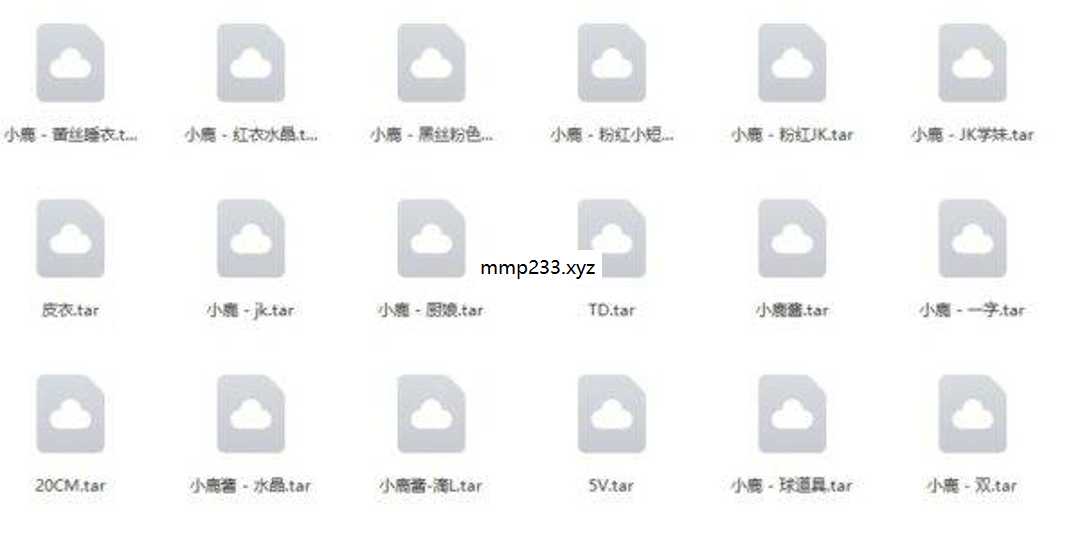 小鹿 - 蕾丝睡衣.t...
小鹿 - 红衣水晶.t...
小鹿 - 黑丝粉色...
小鹿 - 粉红小短...
小鹿 - 粉红JK.tar
小鹿 - JK学妹.tar
皮衣.tar
小鹿 - jk.tar
小鹿 - 厨娘.tar
mmp233.xyz
TD.tar
小鹿酱.tar
小鹿 - 一字.tar
20CM.tar
小鹿酱 - 水晶.tar
小鹿酱-滴L.tar
5V.tar
小鹿 - 球道具.tar
小鹿 - 双.tar